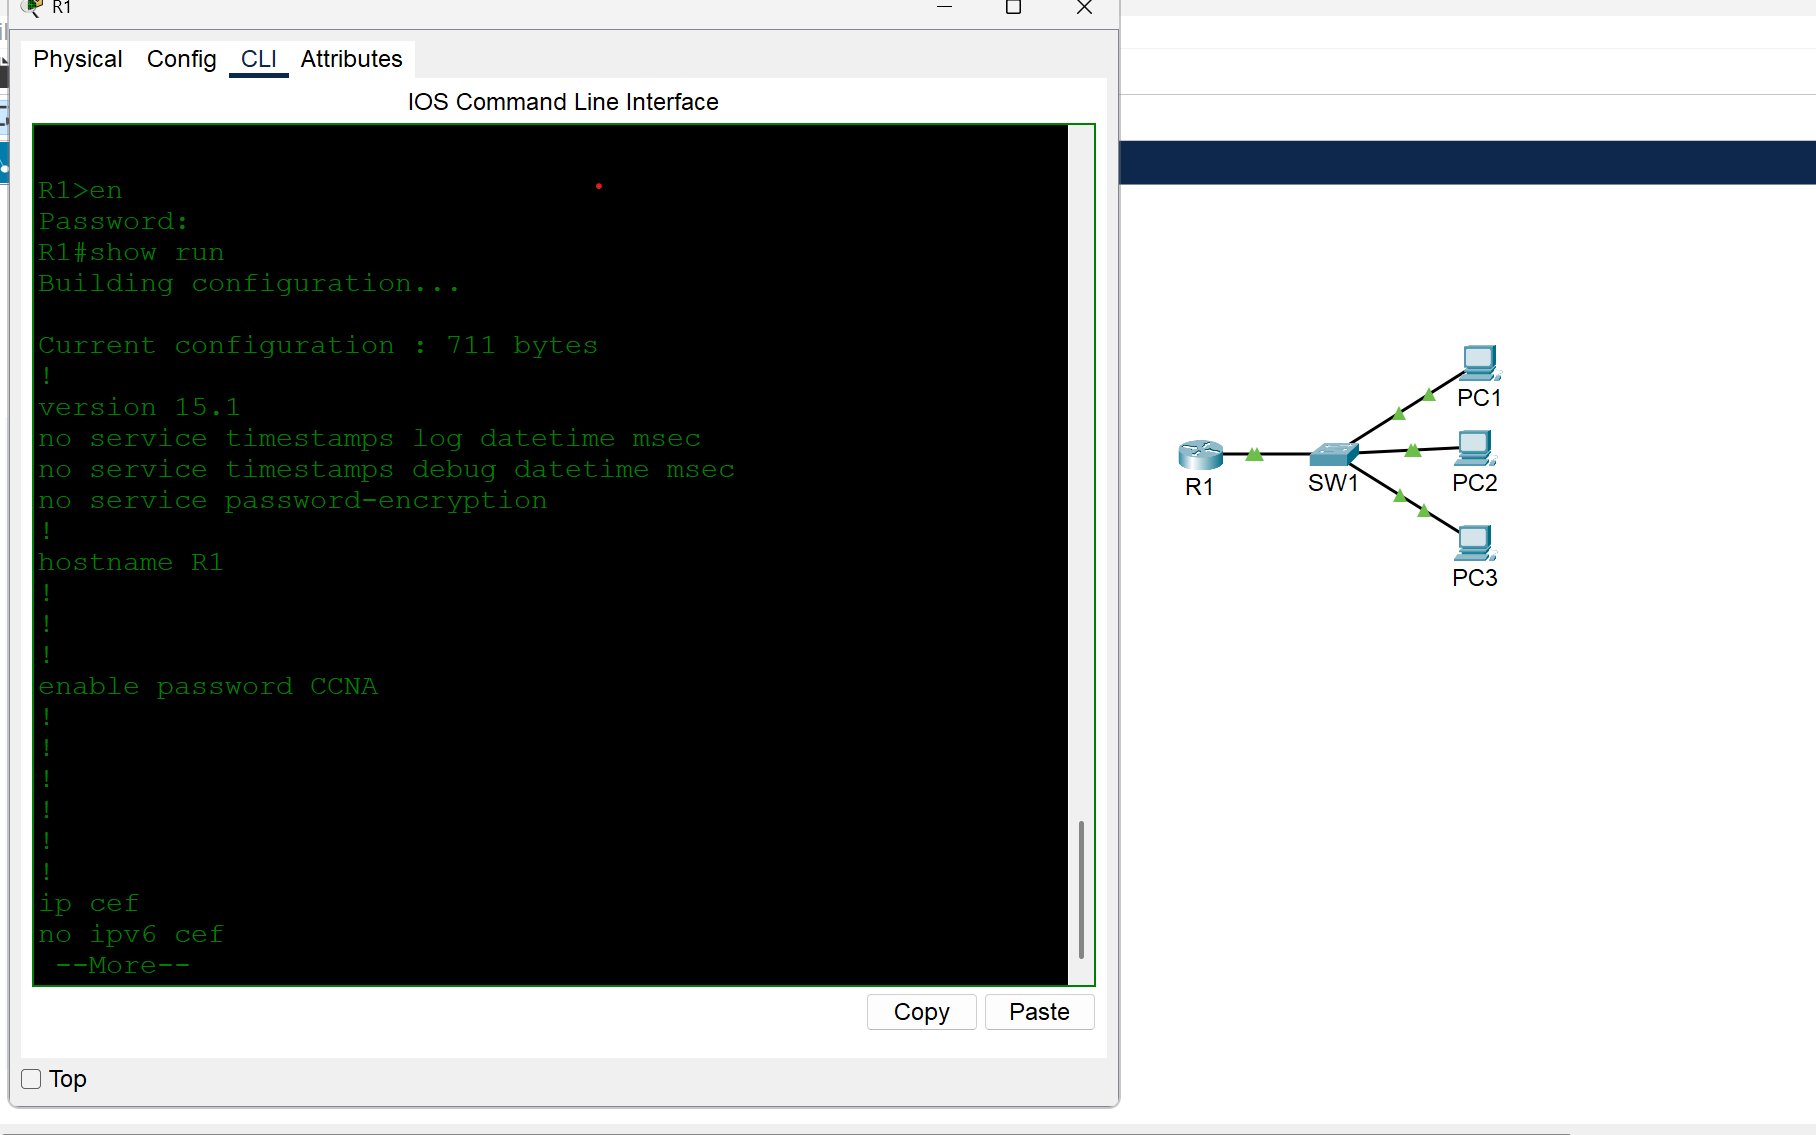 R1
Physical Config CLI Attributes
IOS Command Line Interface
R1>en
Password:
R1#show run
Building configuration...
Current configuration : 711 bytes
!
version 15.1
no service timestamps log datetime msec
no service timestamps debug datetime msec
no service password-encryption
!
hostname R1
!
!
!
enable password CCNA
!
!
!
!
!
!
ip cef
no ipv6 cef
--More--
Copy Paste
Top
PC1
R1
SW1
PC2
PC3